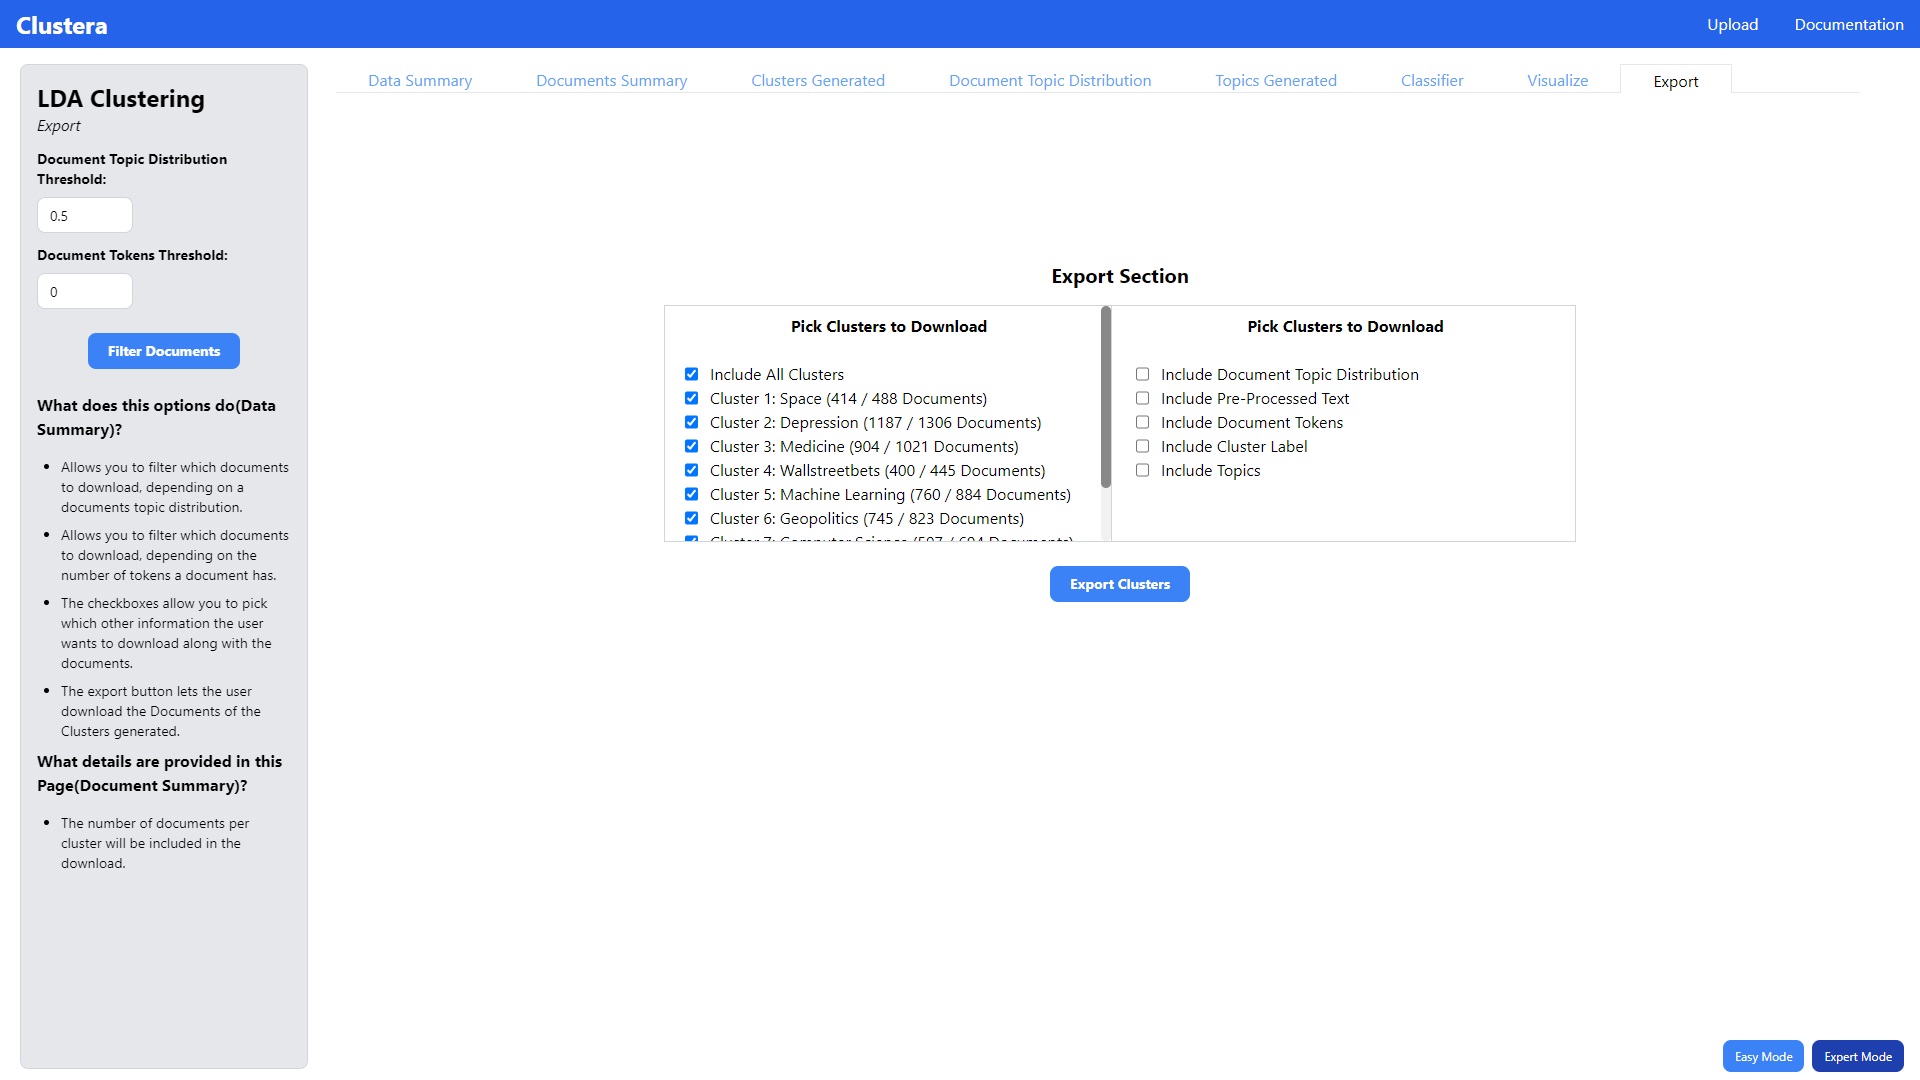 Clustera
Upload
Documentation
LDA Clustering
Export
Document Topic Distribution
Threshold:
0.5
Document Tokens Threshold:
0
Filter Documents
What does this options do(Data
Summary)?
Allows you to filter which documents
to download, depending on a
documents topic distribution.
Allows you to filter which documents
to download, depending on the
number of tokens a document has.
The checkboxes allow you to pick
which other information the user
wants to download along with the
documents.
The export button lets the user
download the Documents of the
Clusters generated.
What details are provided in this
Page(Document Summary)?
The number of documents per
cluster will be included in the
download.
Data Summary
Documents Summary
Clusters Generated
Document Topic Distribution
Topics Generated
Classifier
Visualize
Export
Export Section
Pick Clusters to Download
Include All Clusters
Cluster 1: Space (414 / 488 Documents)
Cluster 2: Depression (1187 / 1306 Documents)
Cluster 3: Medicine (904 / 1021 Documents)
Cluster 4: Wallstreetbets (400 / 445 Documents)
Cluster 5: Machine Learning (760 / 884 Documents)
Cluster 6: Geopolitics (745 / 823 Documents)
Cluster 7: Computer Science
Pick Clusters to Download
Include Document Topic Distribution
Include Pre-Processed Text
Include Document Tokens
Include Cluster Label
Include Topics
Export Clusters
Easy Mode
Expert Mode